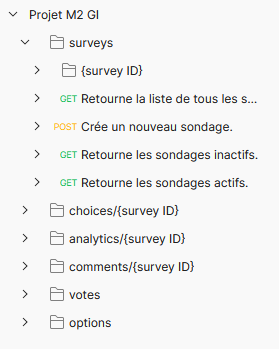 Projet M2 GI
surveys
{survey ID}
GET Retourne la liste de tous les s...
POST Crée un nouveau sondage.
GET Retourne les sondages inactifs.
GET Retourne les sondages actifs.
choices/{survey ID}
analytics/{survey ID}
comments/{survey ID}
votes
options